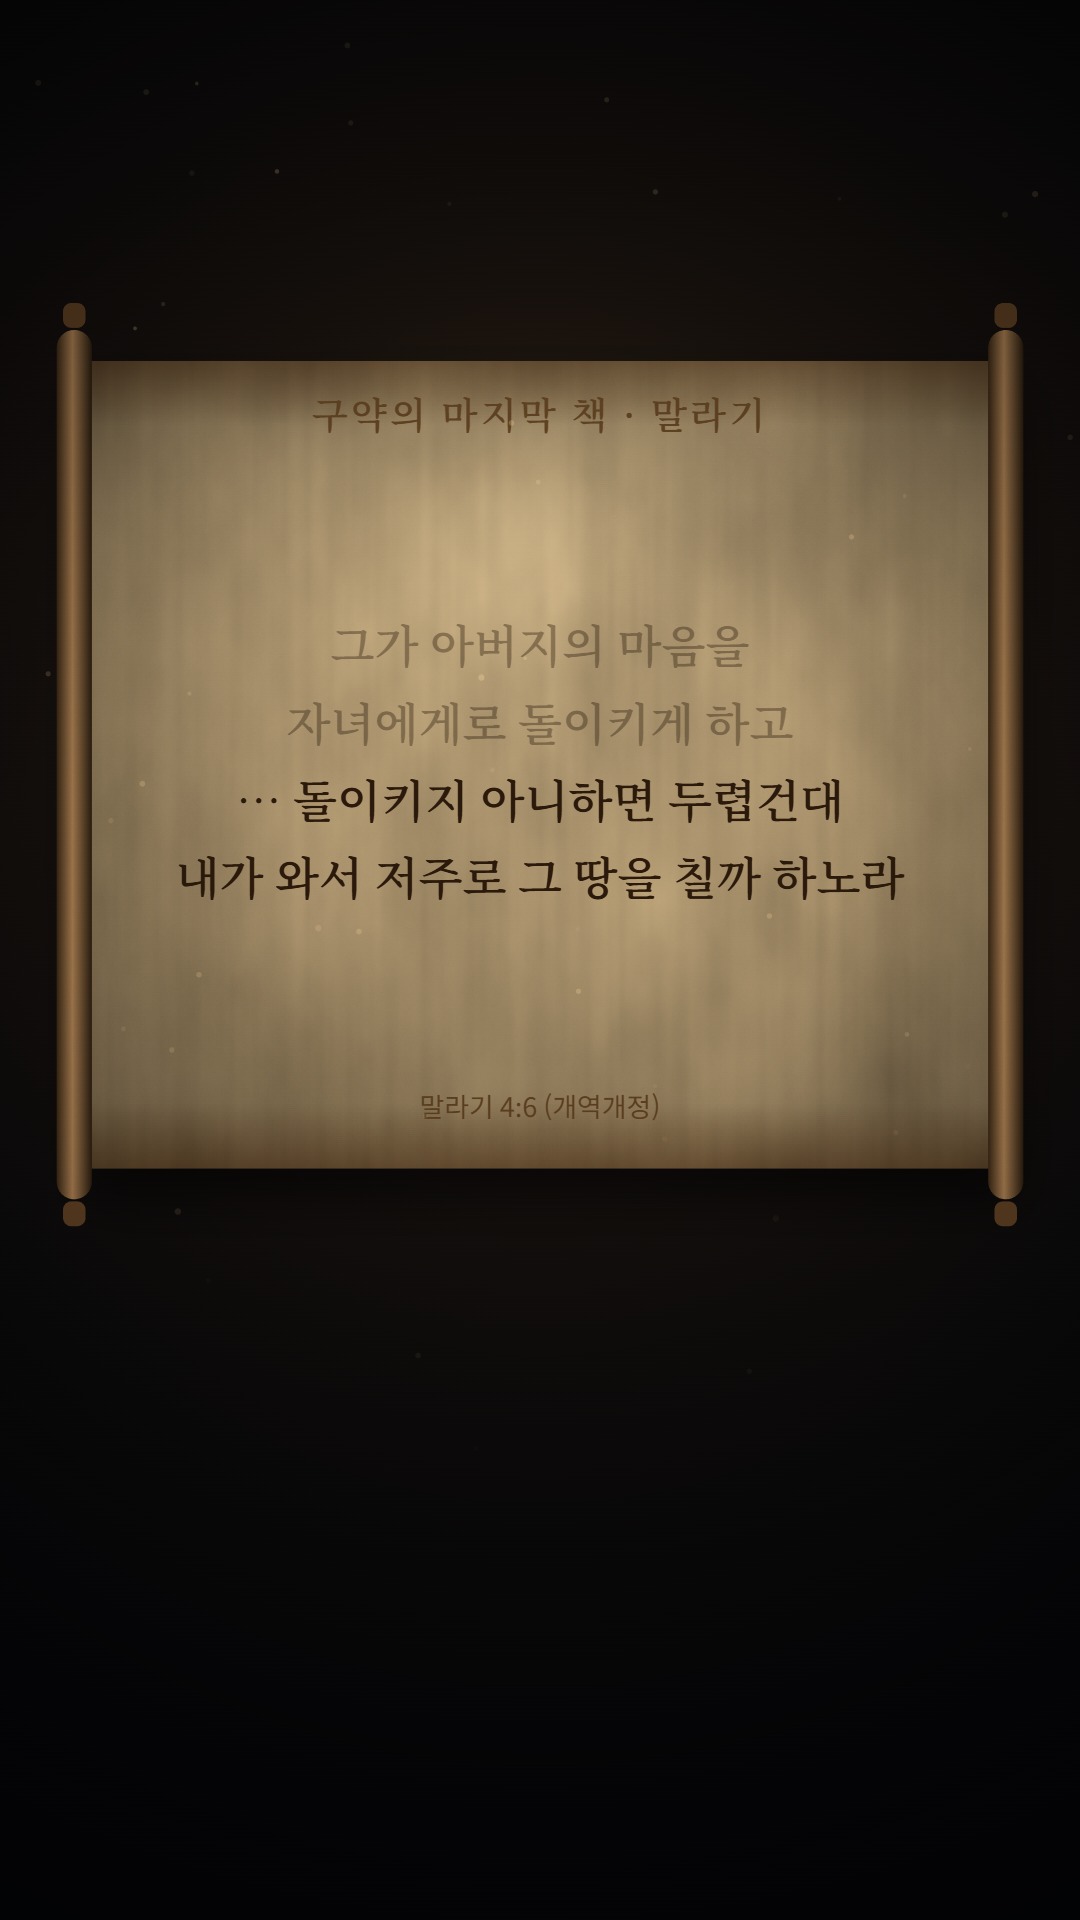 구약의 마지막 책 · 말라기
그가 아버지의 마음을
자녀에게로 돌이키게 하고
… 돌이키지 아니하면 두렵건대
내가 와서 저주로 그 땅을 칠까 하노라
말라기 4:6 (개역개정)